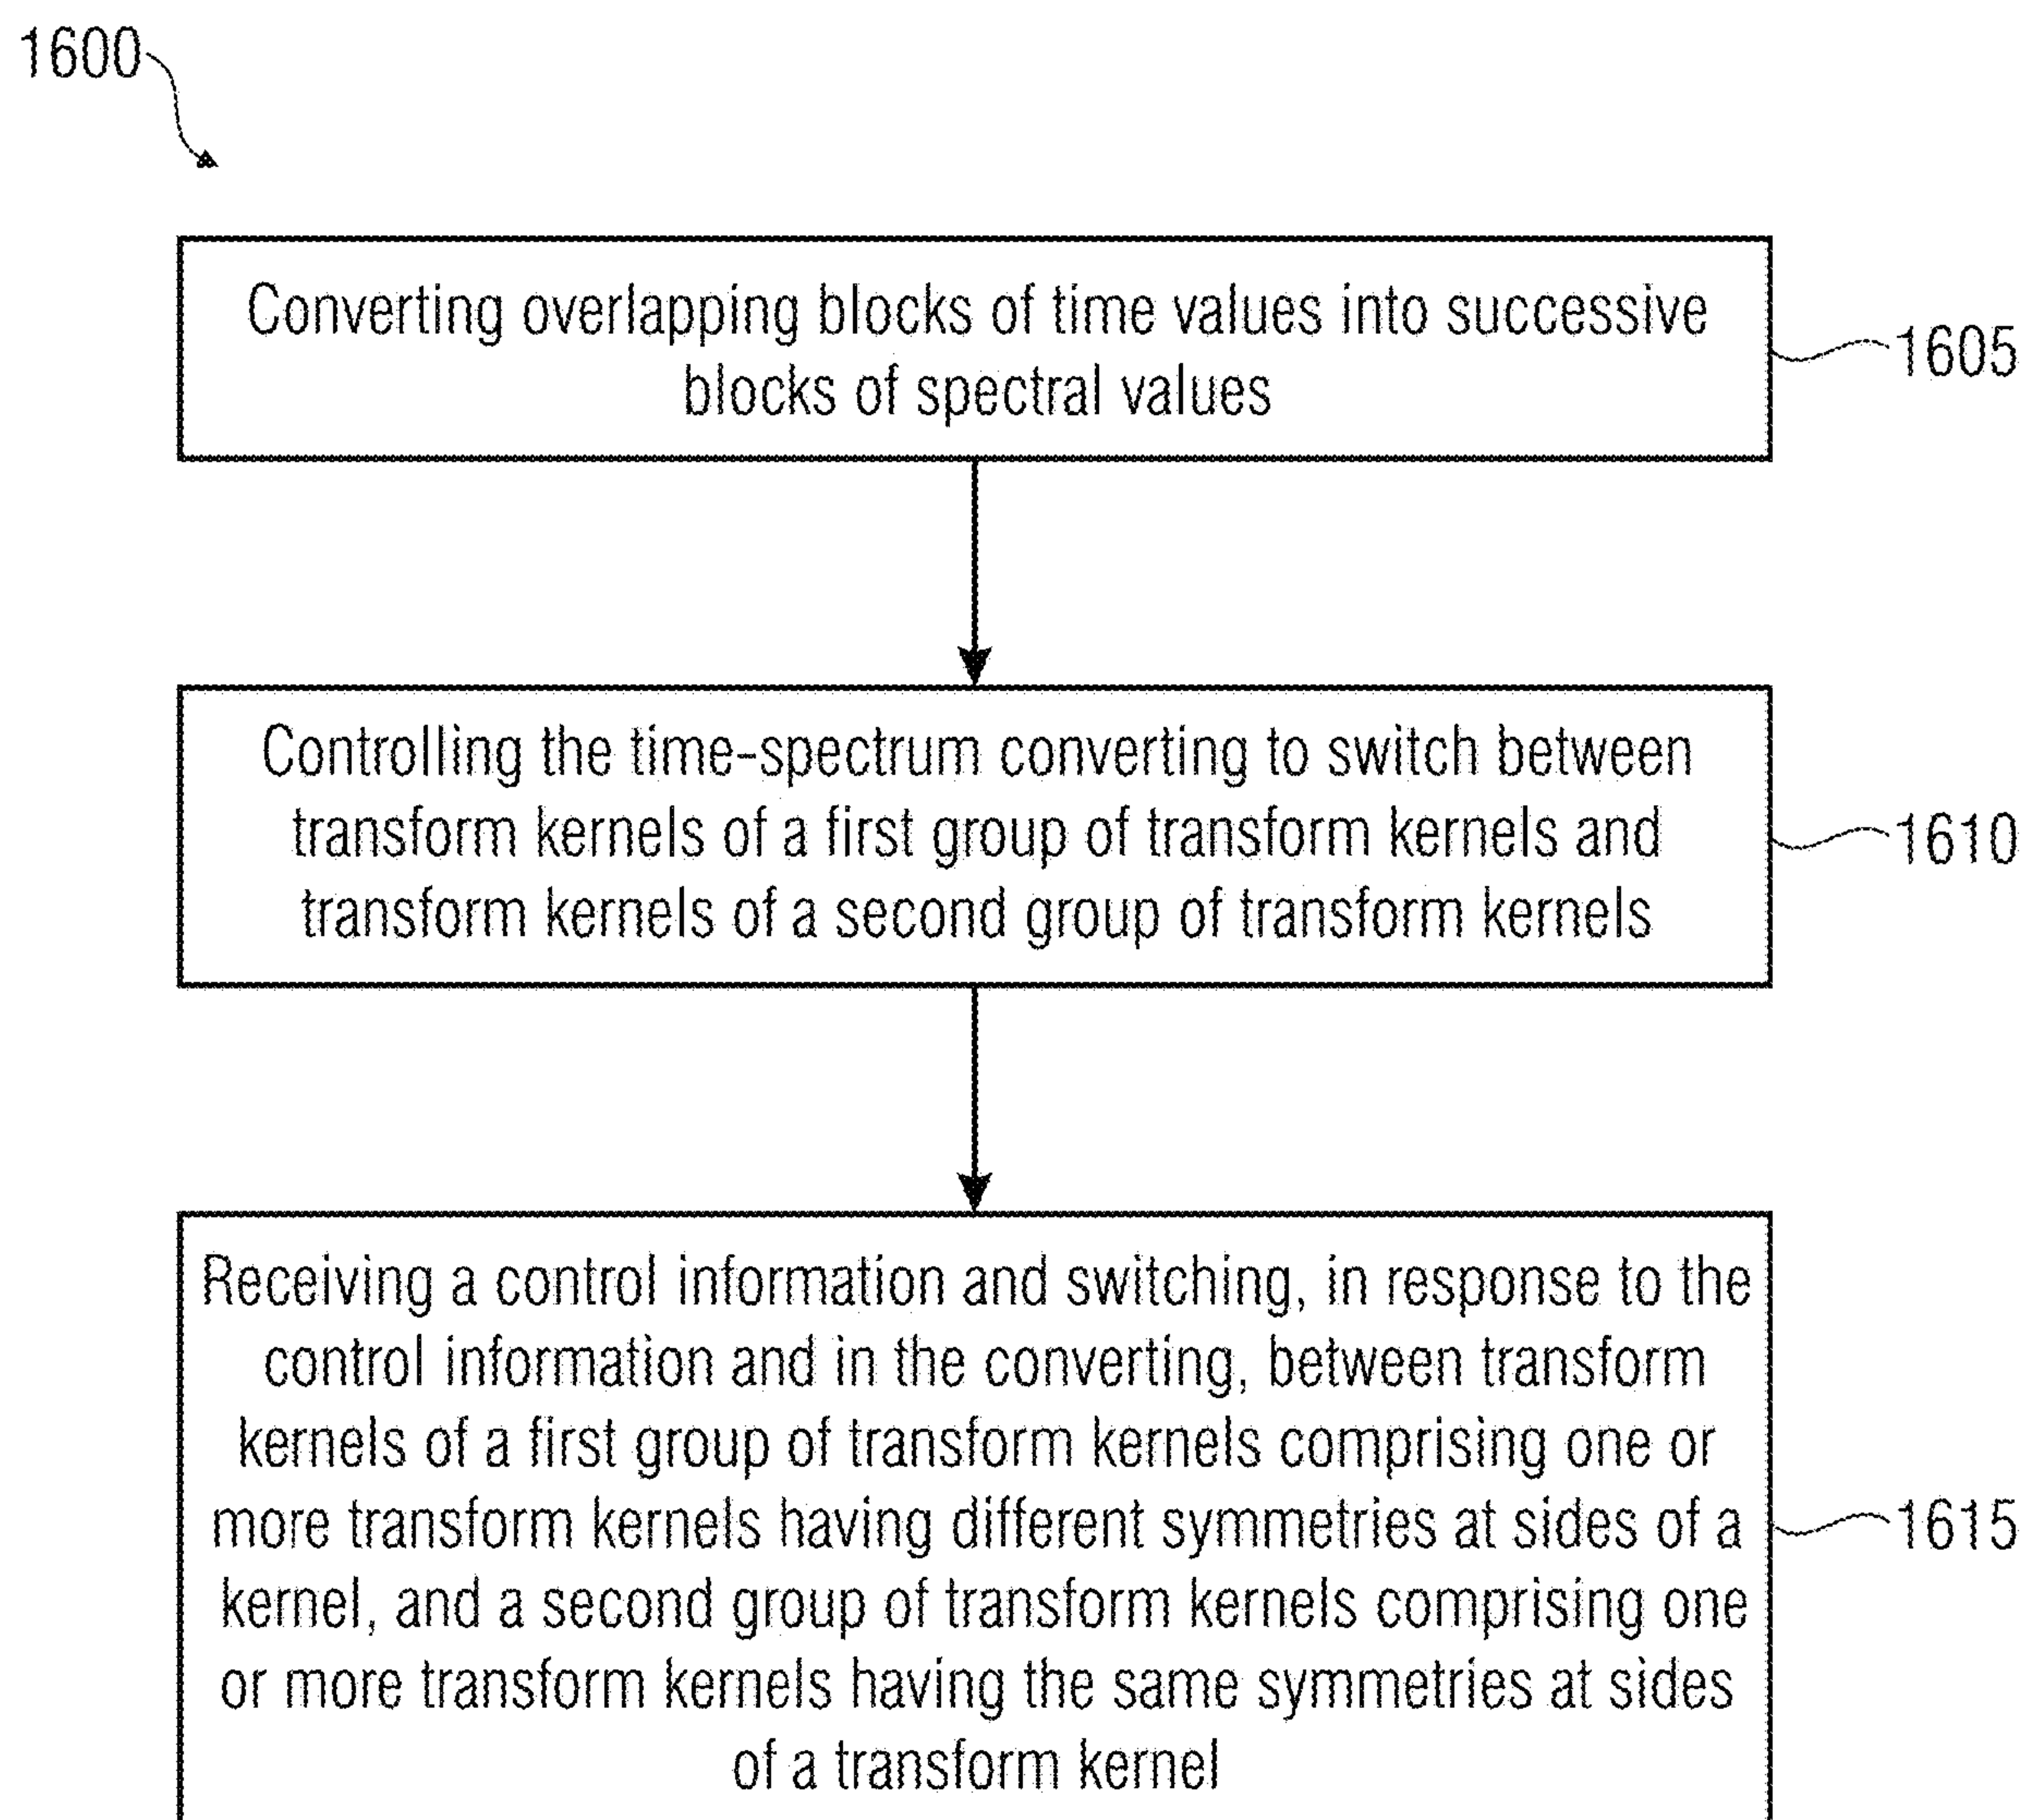 1600
Converting overlapping blocks of time values into successive
blocks of spectral values
1605
Controlling the time-spectrum converting to switch between
transform kernels of a first group of transform kernels and
transform kernels of a second group of transform kernels
1610
Receiving a control information and switching, in response to the
control information and in the converting, between transform
kernels of a first group of transform kernels comprising one or
more transform kernels having different symmetries at sides of a
kernel, and a second group of transform kernels comprising one
or more transform kernels having the same symmetries at sides
of a transform kernel
1615